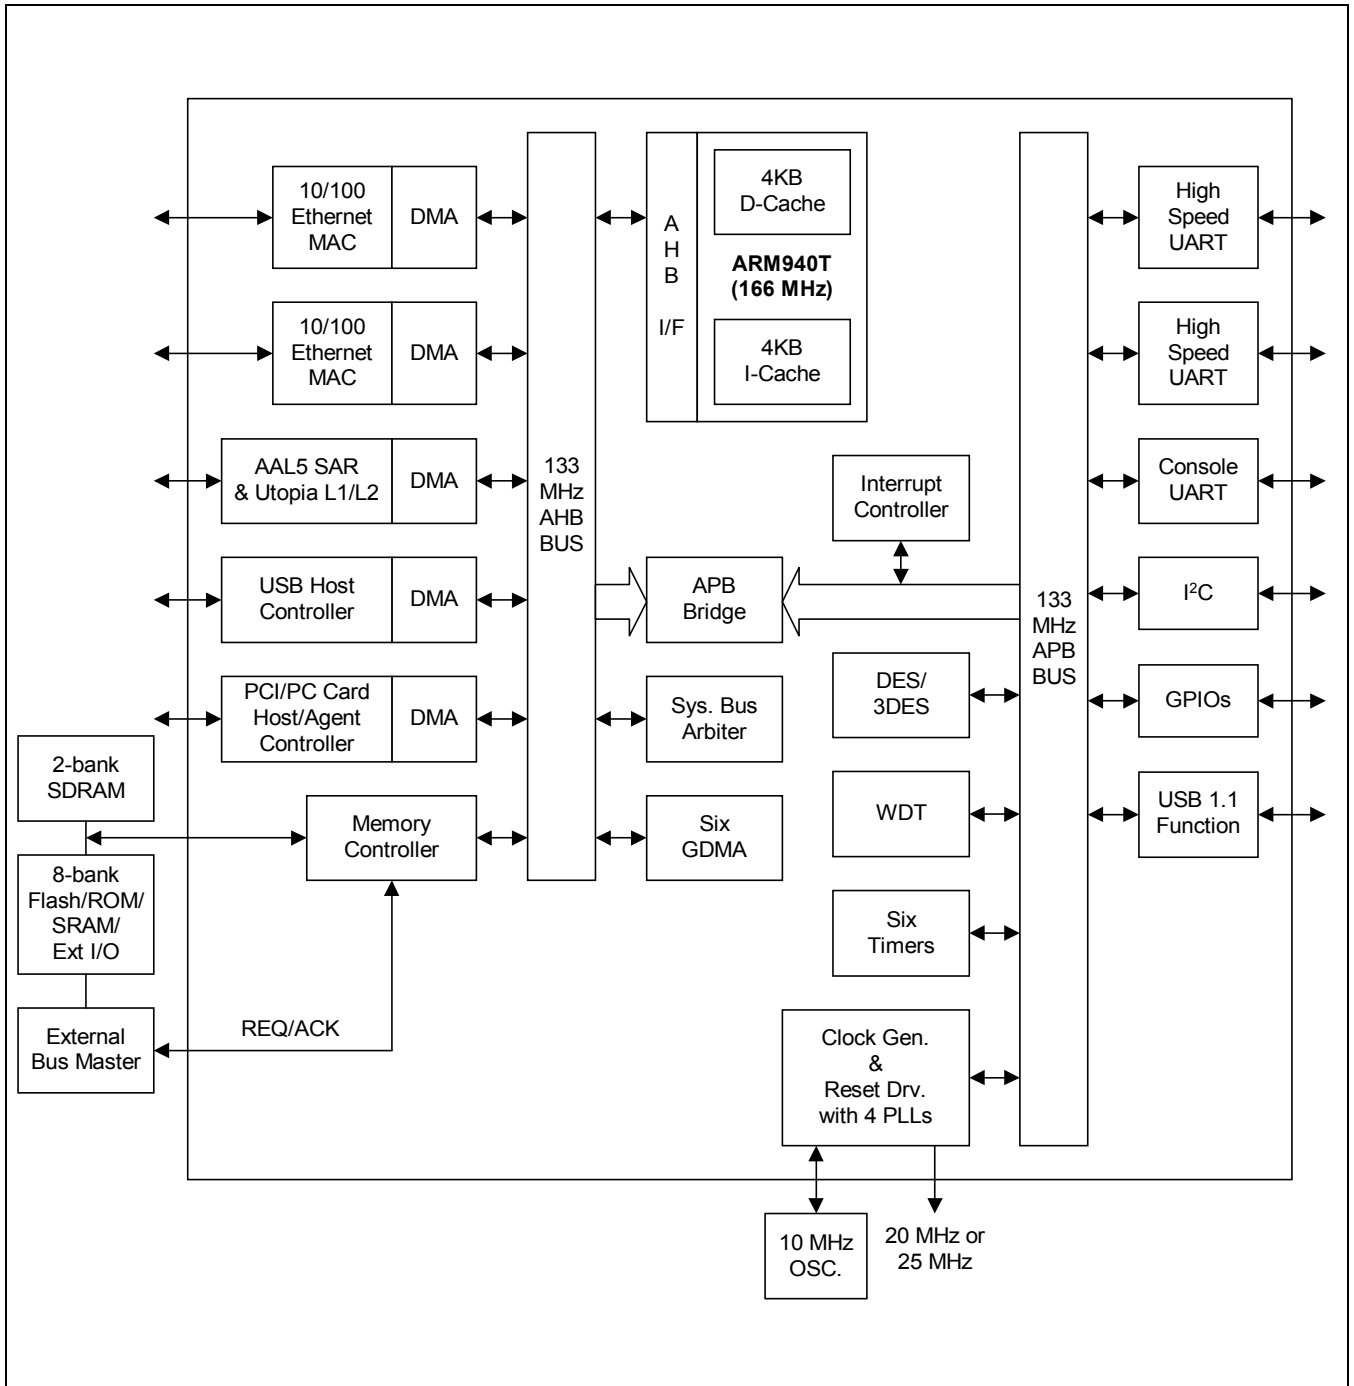 10/100
Ethernet
MAC
DMA
10/100
Ethernet
MAC
DMA
AAL5 SAR
& Utopia L1/L2
DMA
USB Host
Controller
DMA
PCI/PC Card
Host/Agent
Controller
DMA
2-bank
SDRAM
Memory
Controller
8-bank
Flash/ROM/
SRAM/
Ext I/O
External
Bus Master
REQ/ACK
133
MHz
AHB
BUS
A
H
B
I/F
4KB
D-Cache
ARM940T
(166 MHz)
4KB
I-Cache
Interrupt
Controller
APB
Bridge
Sys. Bus
Arbiter
Six
GDMA
DES/
3DES
WDT
Six
Timers
Clock Gen.
&
Reset Drv.
with 4 PLLs
10 MHz
OSC.
20 MHz or
25 MHz
133
MHz
APB
BUS
High
Speed
UART
High
Speed
UART
Console
UART
I²C
GPIOs
USB 1.1
Function